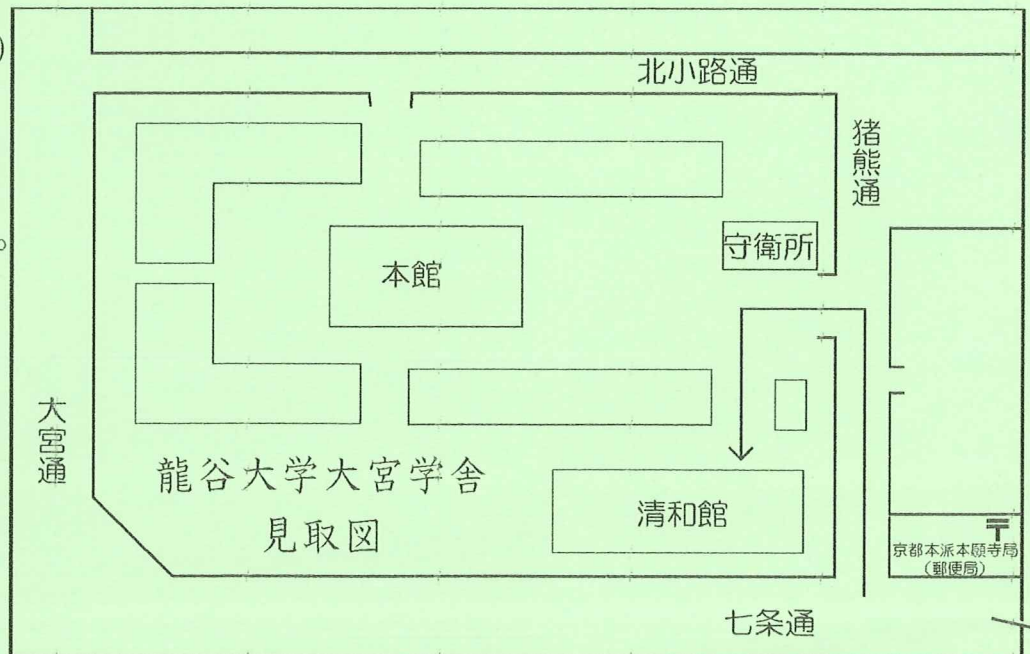 北小路通
猪熊通
守衛所
本館
大宮通
龍谷大学大宮学舎
見取図
清和館
〒
京都本派本願寺局
(郵便局)
七条通